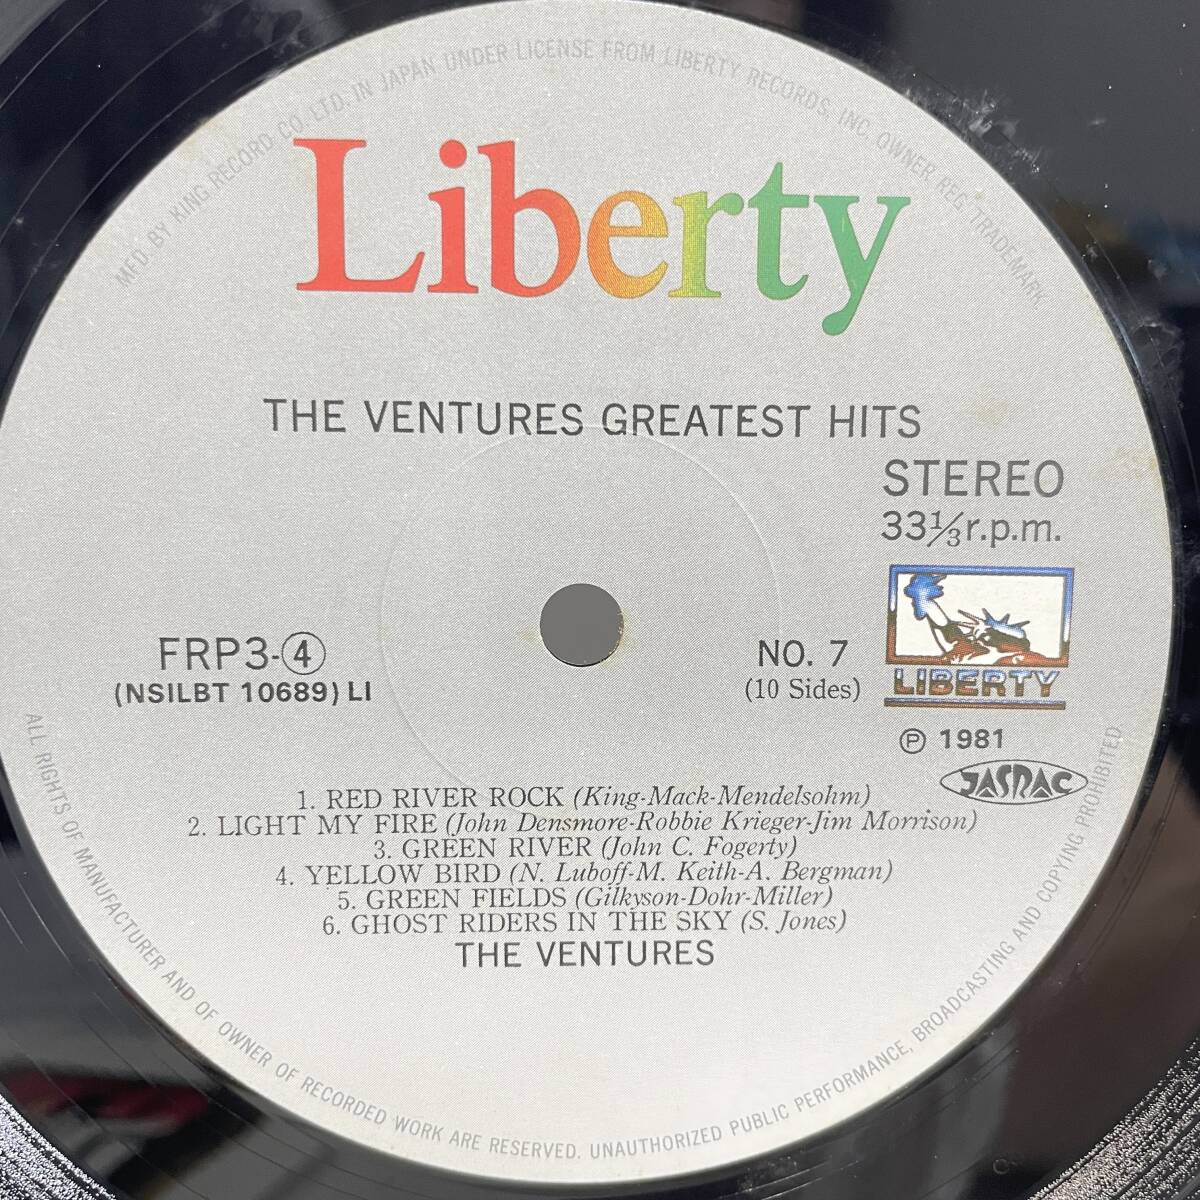 MFD. BY KING RECORD CO. LTD. IN JAPAN UNDER LICENSE FROM LIBERTY RECORDS, INC. OWNER REG. TRADEMARK
Liberty
THE VENTURES GREATEST HITS
STEREO
33⅓r.p.m.
FRP3-④
(NSILBT 10689) LI
NO. 7
(10 Sides)
LIBERTY
Ⓟ 1981
JASRAC
1. RED RIVER ROCK (King-Mack-Mendelsohm)
2. LIGHT MY FIRE (John Densmore-Robbie Krieger-Jim Morrison)
3. GREEN RIVER (John C. Fogerty)
4. YELLOW BIRD (N. Luboff-M. Keith-A. Bergman)
5. GREEN FIELDS (Gilkyson-Dohr-Miller)
6. GHOST RIDERS IN THE SKY (S. Jones)
THE VENTURES
ALL RIGHTS OF MANUFACTURER AND OF OWNER OF RECORDED WORK ARE RESERVED. UNAUTHORIZED PUBLIC PERFORMANCE, BROADCASTING AND COPYING PROHIBITED